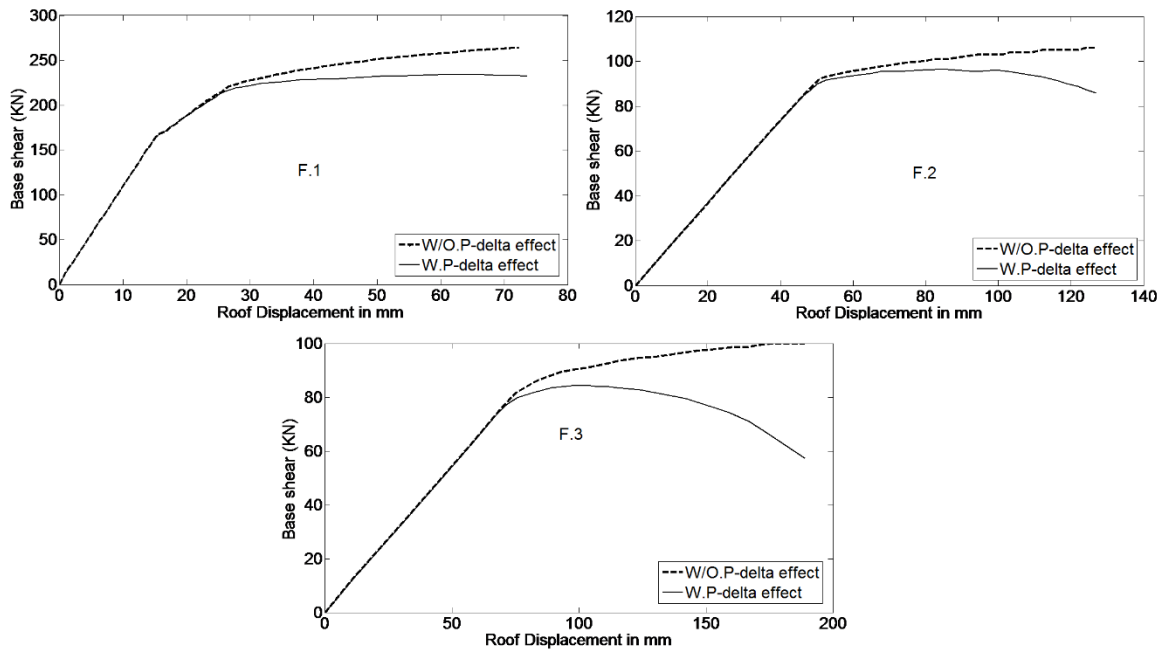 300
250
200
150
100
50
0
Base shear (KN)
F.1
W/O.P-delta effect
W.P-delta effect
0 10 20 30 40 50 60 70 80
Roof Displacement in mm
120
100
80
60
40
20
0
Base shear (KN)
F.2
W/O.P-delta effect
W.P-delta effect
0 20 40 60 80 100 120 140
Roof Displacement in mm
100
80
60
40
20
0
Base shear (KN)
F.3
W/O.P-delta effect
W.P-delta effect
0 50 100 150 200
Roof Displacement in mm